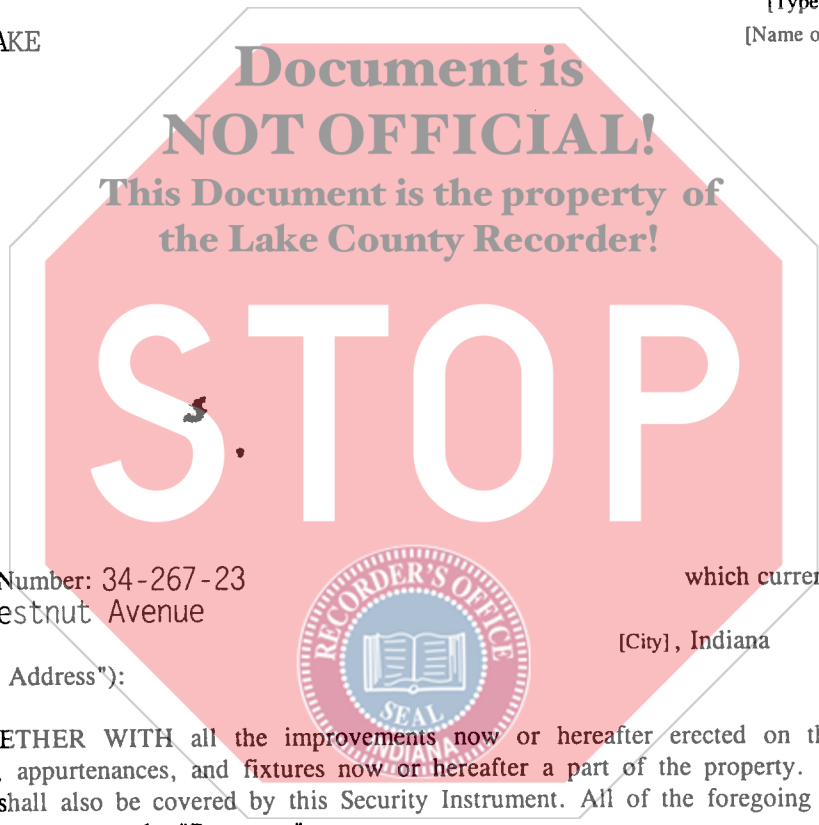 [Type
AKE
[Name o
Document is
NOT OFFICIAL!
This Document is the property of
the Lake County Recorder!
STOP
Number: 34-267-23
which curren
estnut Avenue
[City], Indiana
Address"):
RECORDER'S OFFICE
SEAL
INDIANA
ETHER WITH all the improvements now or hereafter erected on th
, appurtenances, and fixtures now or hereafter a part of the property.
shall also be covered by this Security Instrument. All of the foregoing